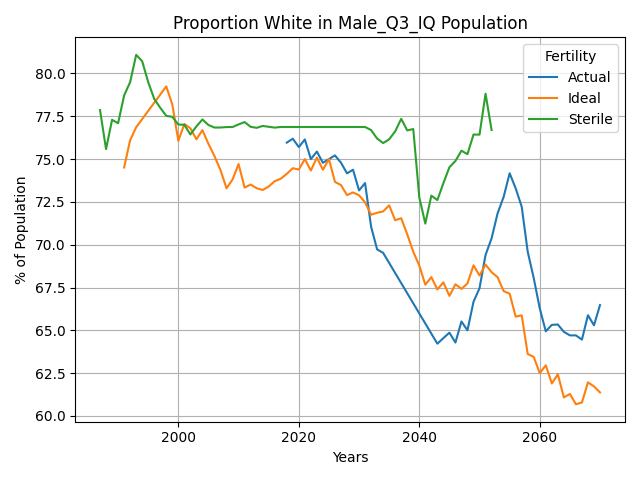 Proportion White in Male_Q3_IQ Population
% of Population
80.0
77.5
75.0
72.5
70.0
67.5
65.0
62.5
60.0
Fertility
Actual
Ideal
Sterile
2000
2020
2040
2060
Years